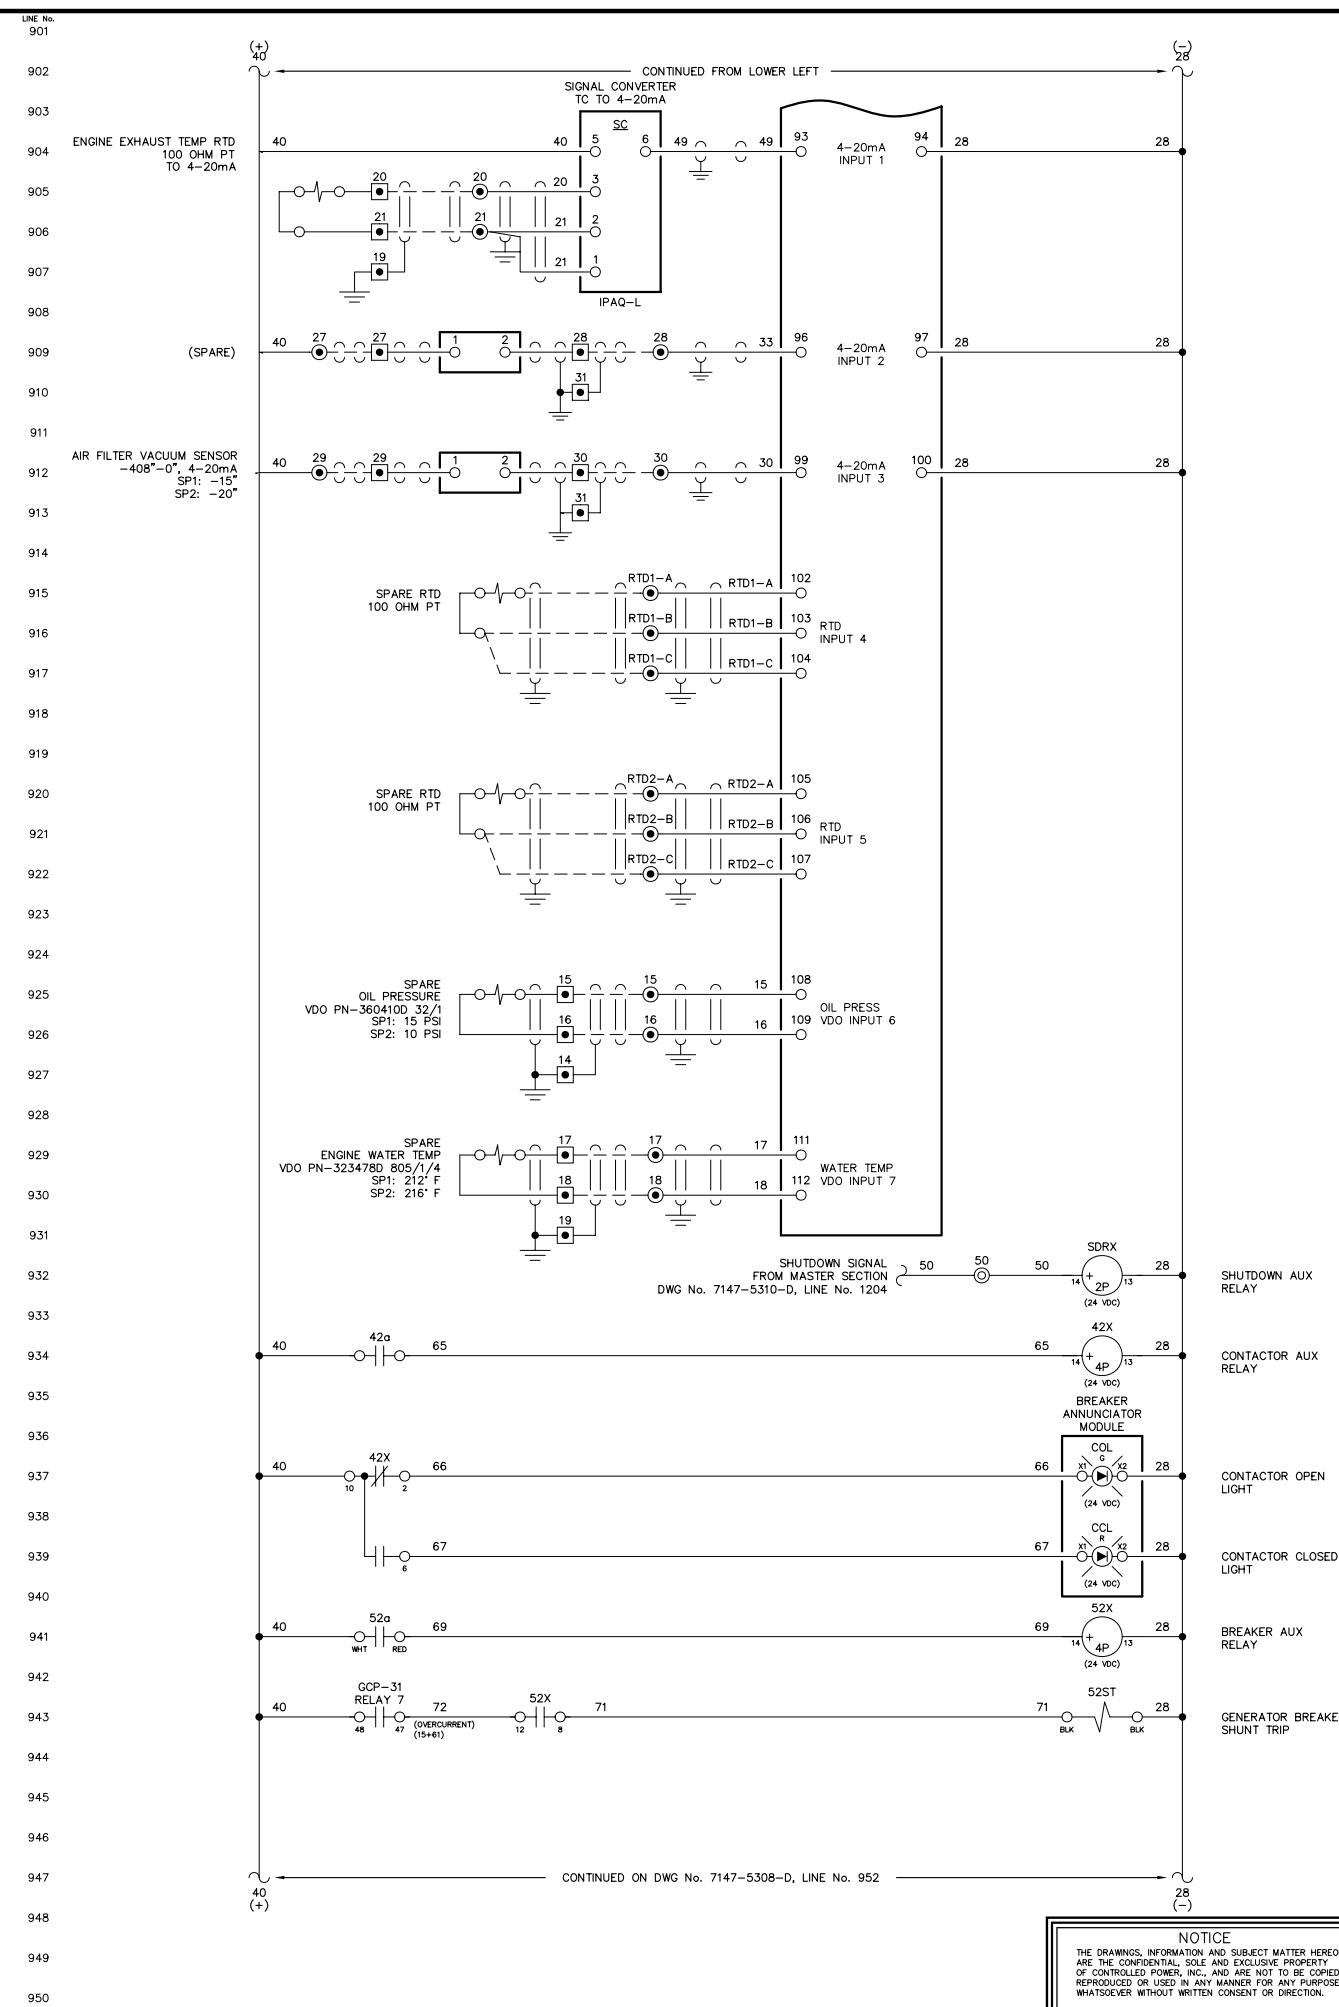 LINE No.
901
(+)
40
(-)
28
902
CONTINUED FROM LOWER LEFT
SIGNAL CONVERTER
TC TO 4-20mA
903
SC
ENGINE EXHAUST TEMP RTD
100 OHM PT
TO 4-20mA
904
40 40 5 6 49 49 93
4-20mA
INPUT 1
94 28 28
905
20 20 20 3
906
21 21 21 2
907
19 21 1
908
IPAQ-L
909
(SPARE)
40 27 27 1 2 28 28 33 96
4-20mA
INPUT 2
97 28 28
910
31
911
AIR FILTER VACUUM SENSOR
-408"-0", 4-20mA
SP1: -15"
SP2: -20"
912
40 29 29 1 2 30 30 30 99
4-20mA
INPUT 3
100 28 28
913
31
914
915
SPARE RTD
100 OHM PT
RTD1-A RTD1-A 102
916
RTD1-B RTD1-B 103
RTD
INPUT 4
917
RTD1-C RTD1-C 104
918
919
920
SPARE RTD
100 OHM PT
RTD2-A RTD2-A 105
921
RTD2-B RTD2-B 106
RTD
INPUT 5
922
RTD2-C RTD2-C 107
923
924
925
SPARE
OIL PRESSURE
VDO PN-360410D 32/1
SP1: 15 PSI
SP2: 10 PSI
15 15 15 108
926
16 16 16 109
OIL PRESS
VDO INPUT 6
927
14
928
929
SPARE
ENGINE WATER TEMP
VDO PN-323478D 805/1/4
SP1: 212° F
SP2: 216° F
17 17 17 111
930
18 18 18 112
WATER TEMP
VDO INPUT 7
931
19
932
SHUTDOWN SIGNAL
FROM MASTER SECTION
DWG No. 7147-5310-D, LINE No. 1204
50 50 50
SDRX
14 + 2P 13
(24 VDC)
28
SHUTDOWN AUX
RELAY
933
934
40 42a 65 65
42X
14 + 4P 13
(24 VDC)
28
CONTACTOR AUX
RELAY
935
BREAKER
ANNUNCIATOR
MODULE
936
937
40 42X
10 2
66 66
COL
G
X1 X2
(24 VDC)
28
CONTACTOR OPEN
LIGHT
938
939
6
67 67
CCL
R
X1 X2
(24 VDC)
28
CONTACTOR CLOSED
LIGHT
940
941
40 52a
WHT RED
69 69
52X
14 + 4P 13
(24 VDC)
28
BREAKER AUX
RELAY
942
943
40
GCP-31
RELAY 7
48 47
72
(OVERCURRENT)
(15+61)
52X
12 8
71 71
52ST
BLK BLK
28
GENERATOR BREAKE
SHUNT TRIP
944
945
946
947
CONTINUED ON DWG No. 7147-5308-D, LINE No. 952
40
(+)
28
(-)
948
949
950
NOTICE
THE DRAWINGS, INFORMATION AND SUBJECT MATTER HEREO
ARE THE CONFIDENTIAL, SOLE AND EXCLUSIVE PROPERTY
OF CONTROLLED POWER, INC., AND ARE NOT TO BE COPIED
REPRODUCED OR USED IN ANY MANNER FOR ANY PURPOSE
WHATSOEVER WITHOUT WRITTEN CONSENT OR DIRECTION.